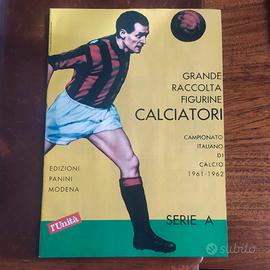 GRANDE
RACCOLTA
FIGURINE
CALCIATORI
CAMPIONATO
ITALIANO
DI
CALCIO
1961-1962
EDIZIONI
PANINI
MODENA
l'Unità
SERIE A
subito